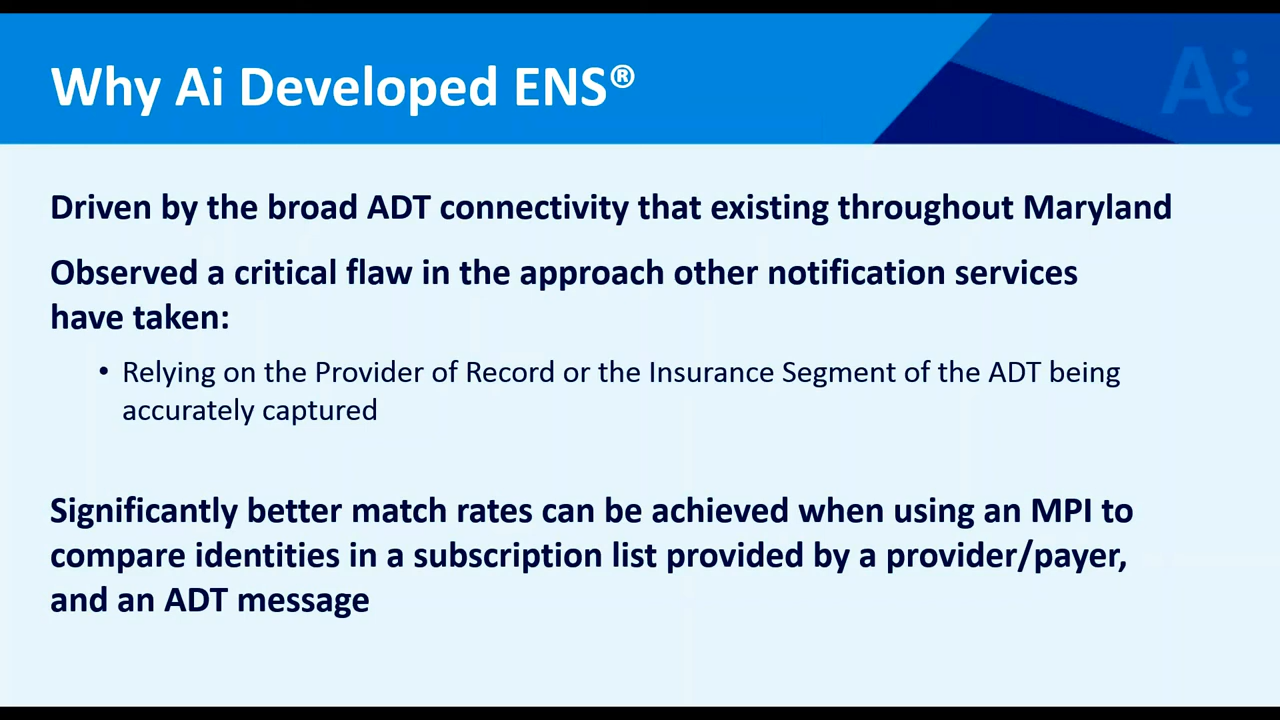 Why Ai Developed ENS®
Ai
Driven by the broad ADT connectivity that existing throughout Maryland
Observed a critical flaw in the approach other notification services
have taken:
• Relying on the Provider of Record or the Insurance Segment of the ADT being
accurately captured
Significantly better match rates can be achieved when using an MPI to
compare identities in a subscription list provided by a provider/payer,
and an ADT message